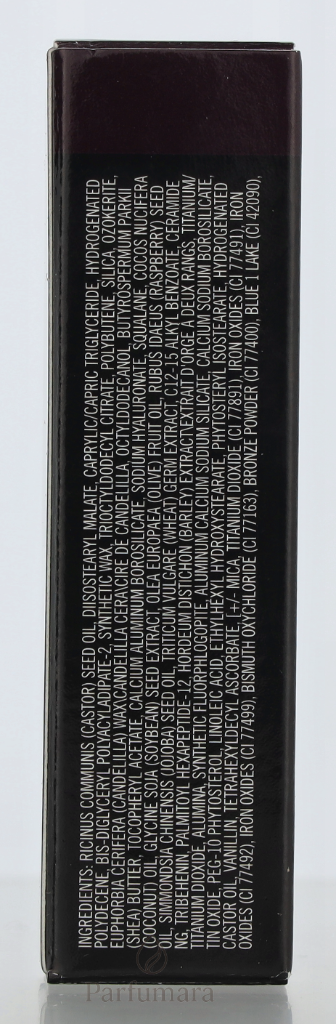 INGREDIENTS: RICINUS COMMUNIS (CASTOR) SEED OIL, DIISOSTEARYL MALATE, CAPRYLIC/CAPRIC TRIGLYCERIDE, HYDROGENATED
POLYDECENE, BIS-DIGLYCERYL POLYACYLADIPATE-2, SYNTHETIC WAX, TRIOCTYLDODECYL CITRATE, POLYBUTENE, SILICA, OZOKERITE,
EUPHORBIA CERIFERA (CANDELILLA) WAX/CANDELILLA CERA/CIRE DE CANDELILLA, OCTYLDODECANOL, BUTYROSPERMUM PARKII
(SHEA) BUTTER, TOCOPHERYL ACETATE, CALCIUM ALUMINUM BOROSILICATE, SODIUM HYALURONATE, SQUALANE, COCOS NUCIFERA
(COCONUT) OIL, GLYCINE SOJA (SOYBEAN) SEED EXTRACT, OLEA EUROPAEA (OLIVE) FRUIT OIL, RUBUS IDAEUS (RASPBERRY) SEED
OIL, SIMMONDSIA CHINENSIS (JOJOBA) SEED OIL, TRITICUM VULGARE (WHEAT) GERM EXTRACT, C12-15 ALKYL BENZOATE, CERAMIDE
NG, TRIBEHENIN, PALMITOYL HEXAPEPTIDE-12, HORDEUM DISTICHON (BARLEY) EXTRACT/EXTRAIT D'ORGE A DEUX RANGS, TITANIUM/
TITANIUM DIOXIDE, ALUMINA, SYNTHETIC FLUORPHLOGOPITE, ALUMINUM CALCIUM SODIUM SILICATE, CALCIUM SODIUM BOROSILICATE,
TIN OXIDE, PEG-10 PHYTOSTEROL, LINOLEIC ACID, ETHYLHEXYL HYDROXYSTEARATE, PHYTOSTERYL ISOSTEARATE, HYDROGENATED
CASTOR OIL, VANILLIN, TETRAHEXYLDECYL ASCORBATE, [+/- MICA, TITANIUM DIOXIDE (CI 77891), IRON OXIDES (CI 77491), IRON
OXIDES (CI 77492), IRON OXIDES (CI 77499), BISMUTH OXYCHLORIDE (CI 77163), BRONZE POWDER (CI 77400), BLUE 1 LAKE (CI 42090),
Parfumara